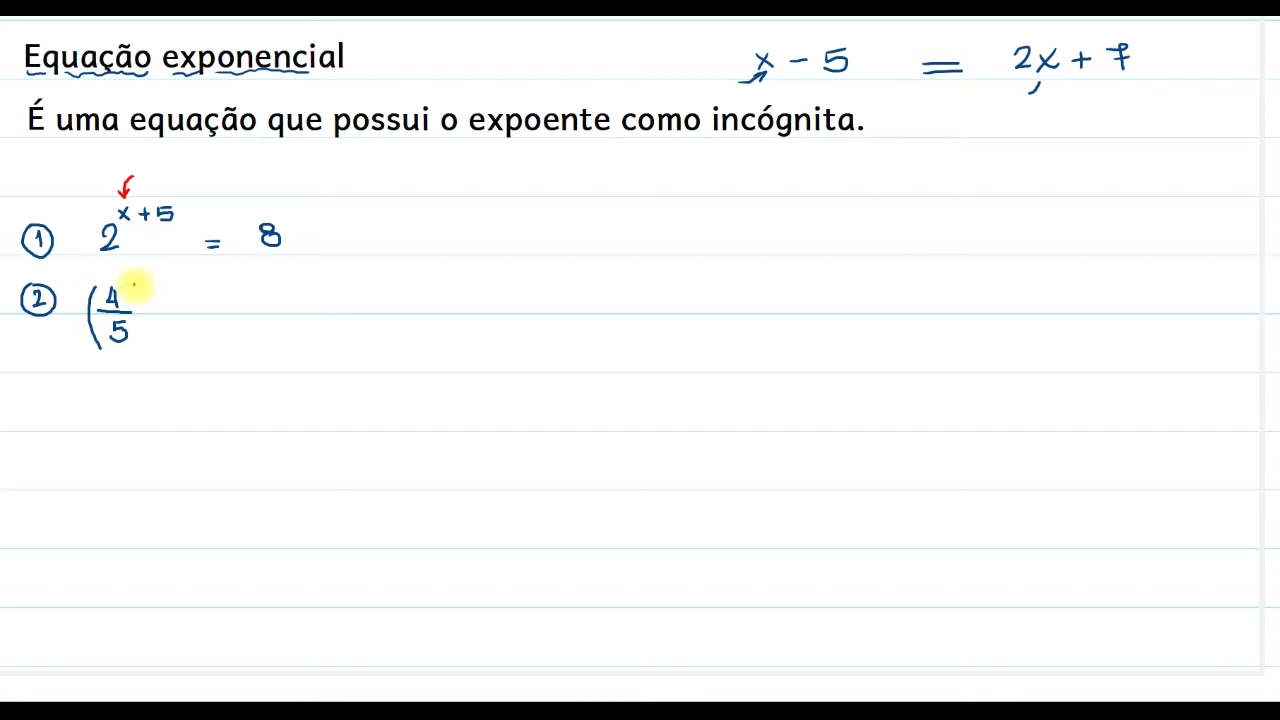 Equação exponencial
x - 5 = 2x + 7
É uma equação que possui o expoente como incógnita.
① 2^{x + 5} = 8
② (4/5